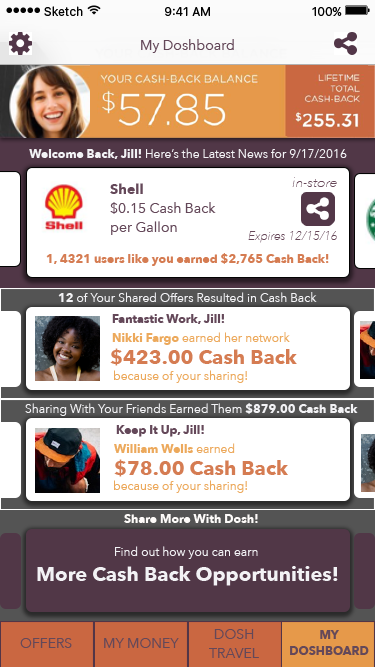 Sketch 9:41 AM 100%
My Doshboard
YOUR CASH-BACK BALANCE
$57.85
LIFETIME
TOTAL
CASH-BACK
$255.31
Welcome Back, Jill! Here's the Latest News for 9/17/2016
Shell
Shell
$0.15 Cash Back
per Gallon
in-store
Expires 12/15/16
1, 4321 users like you earned $2,765 Cash Back!
12 of Your Shared Offers Resulted in Cash Back
Fantastic Work, Jill!
Nikki Fargo earned her network
$423.00 Cash Back
because of your sharing!
Sharing With Your Friends Earned Them $879.00 Cash Back
Keep It Up, Jill!
William Wells earned
$78.00 Cash Back
because of your sharing!
Share More With Dosh!
Find out how you can earn
More Cash Back Opportunities!
OFFERS
MY MONEY
DOSH
TRAVEL
MY
DOSHBOARD